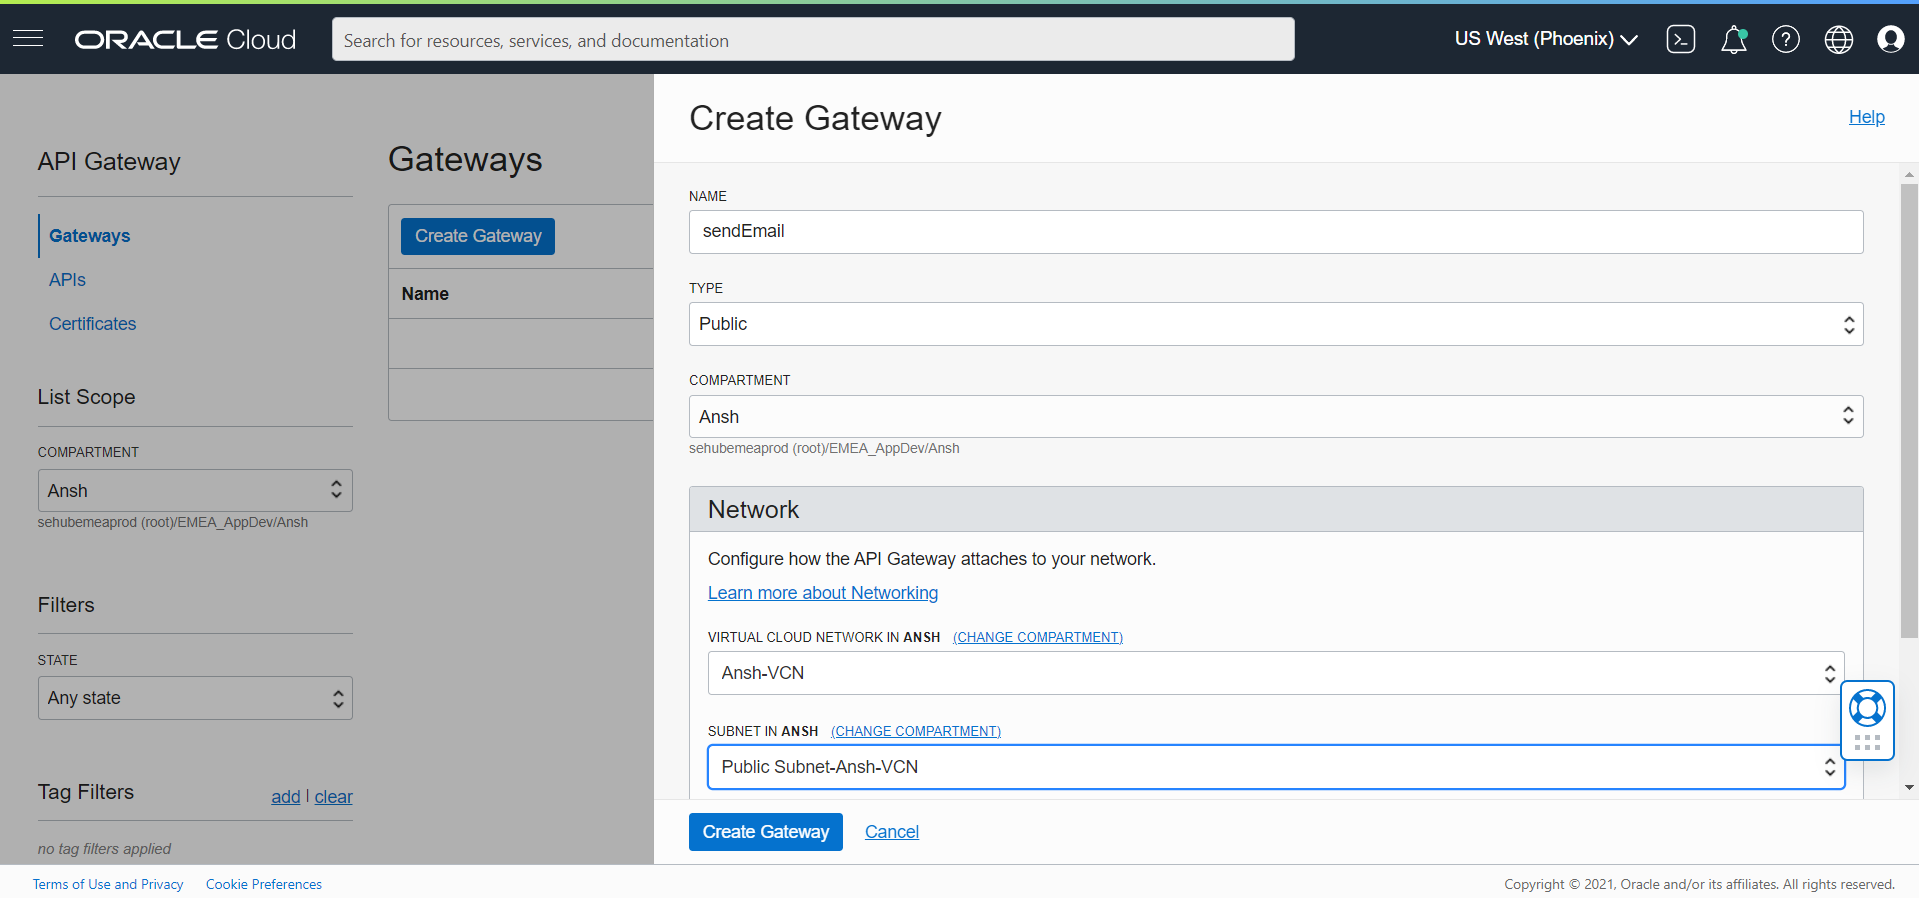 ORACLE Cloud
Search for resources, services, and documentation
US West (Phoenix)
API Gateway
Gateways
APIs
Certificates
List Scope
COMPARTMENT
Ansh
sehubemeaprod (root)/EMEA_AppDev/Ansh
Filters
STATE
Any state
Tag Filters
add | clear
no tag filters applied
Gateways
Create Gateway
Name
Create Gateway
Help
NAME
sendEmail
TYPE
Public
COMPARTMENT
Ansh
sehubemeaprod (root)/EMEA_AppDev/Ansh
Network
Configure how the API Gateway attaches to your network.
Learn more about Networking
VIRTUAL CLOUD NETWORK IN ANSH (CHANGE COMPARTMENT)
Ansh-VCN
SUBNET IN ANSH (CHANGE COMPARTMENT)
Public Subnet-Ansh-VCN
Create Gateway Cancel
Terms of Use and Privacy Cookie Preferences
Copyright © 2021, Oracle and/or its affiliates. All rights reserved.